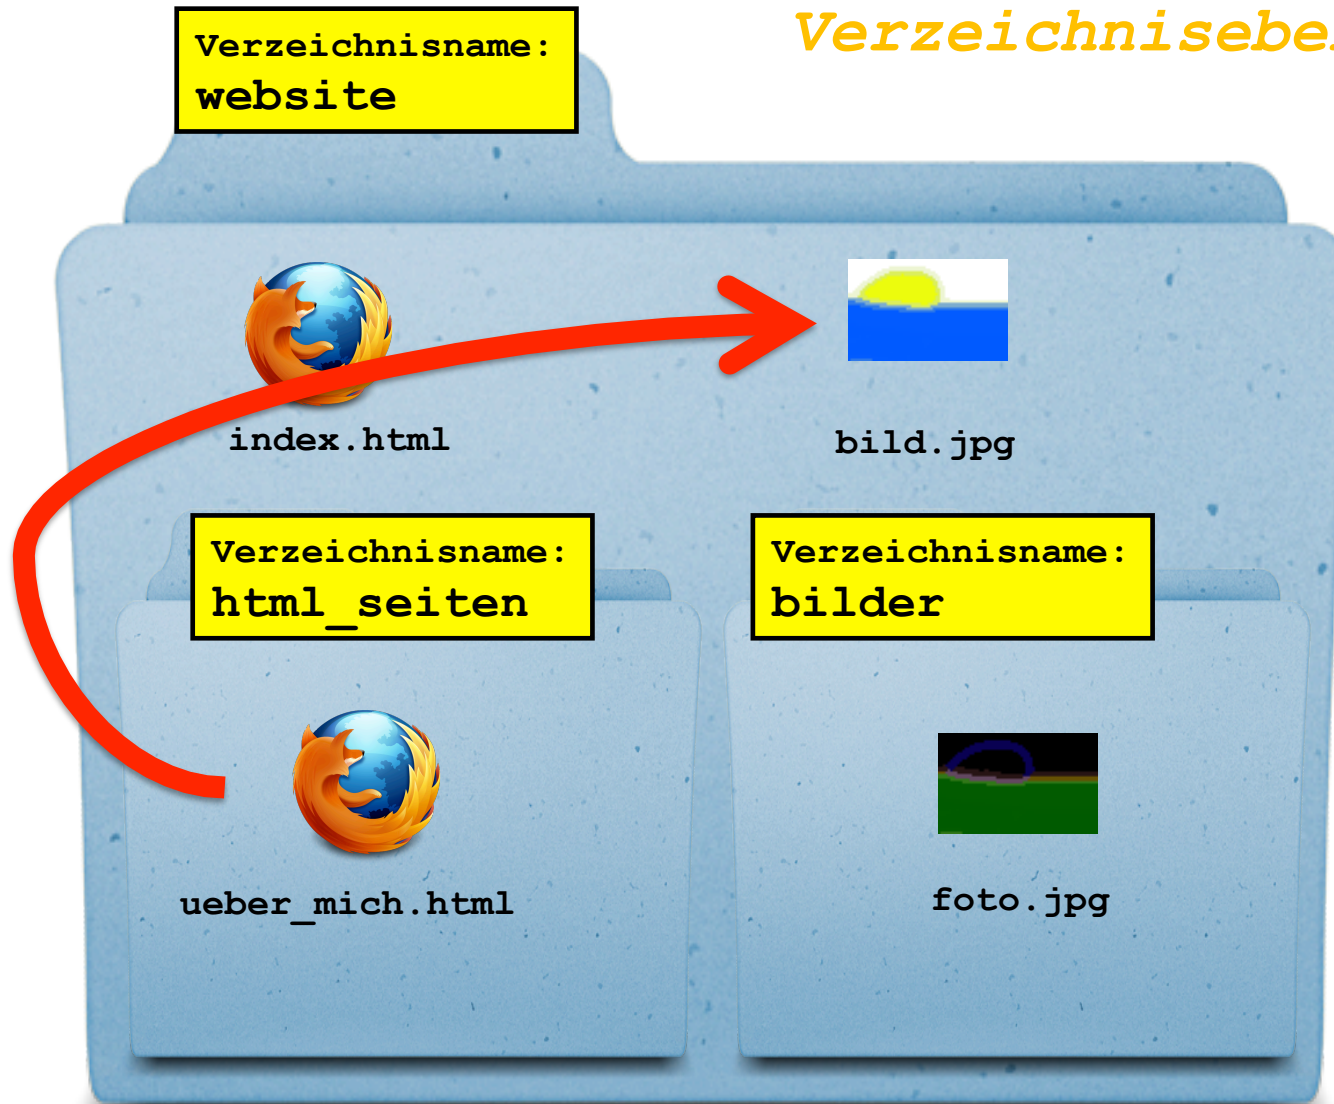 Verzeichnisname:
website
index.html
bild.jpg
Verzeichnisname:
html_seiten
Verzeichnisname:
bilder
ueber_mich.html
foto.jpg